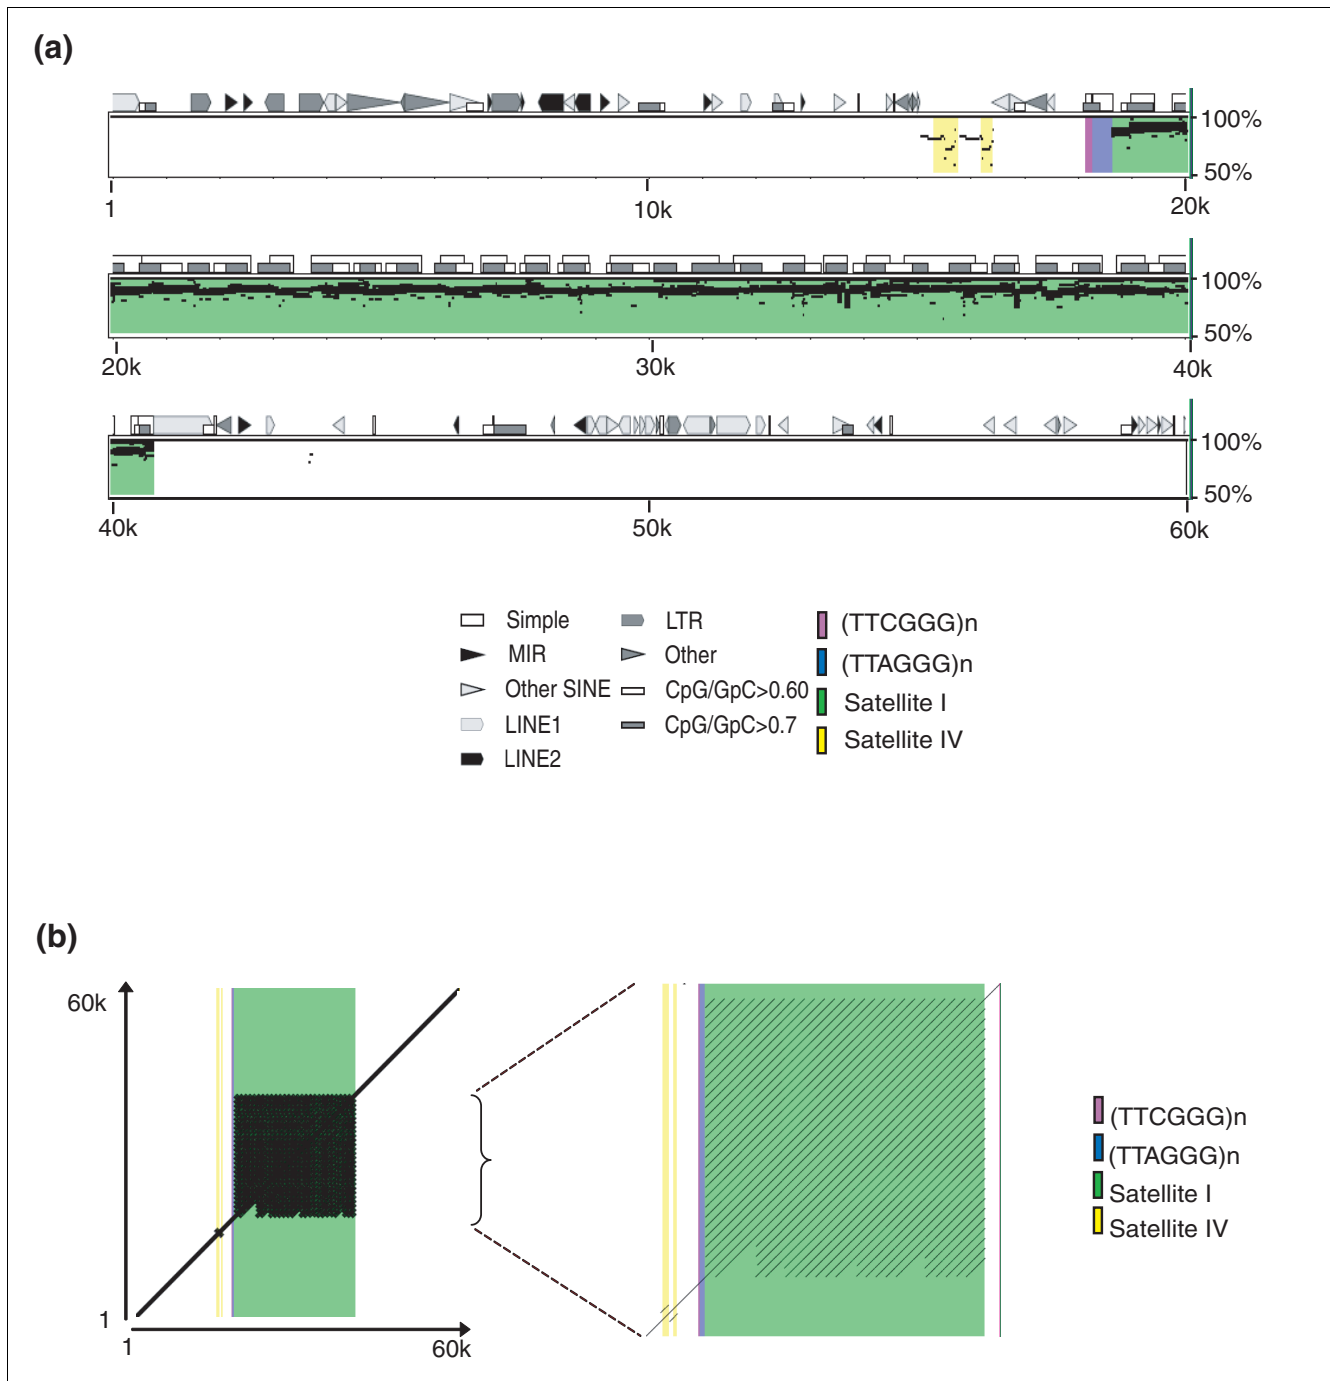 (a)
100%
50%
1 10k 20k
100%
50%
20k 30k 40k
100%
50%
40k 50k 60k
Simple LTR (TTCGGG)n
MIR Other (TTAGGG)n
Other SINE CpG/GpC>0.60 Satellite I
LINE1 CpG/GpC>0.7 Satellite IV
LINE2
(b)
60k
1
1 60k
(TTCGGG)n
(TTAGGG)n
Satellite I
Satellite IV